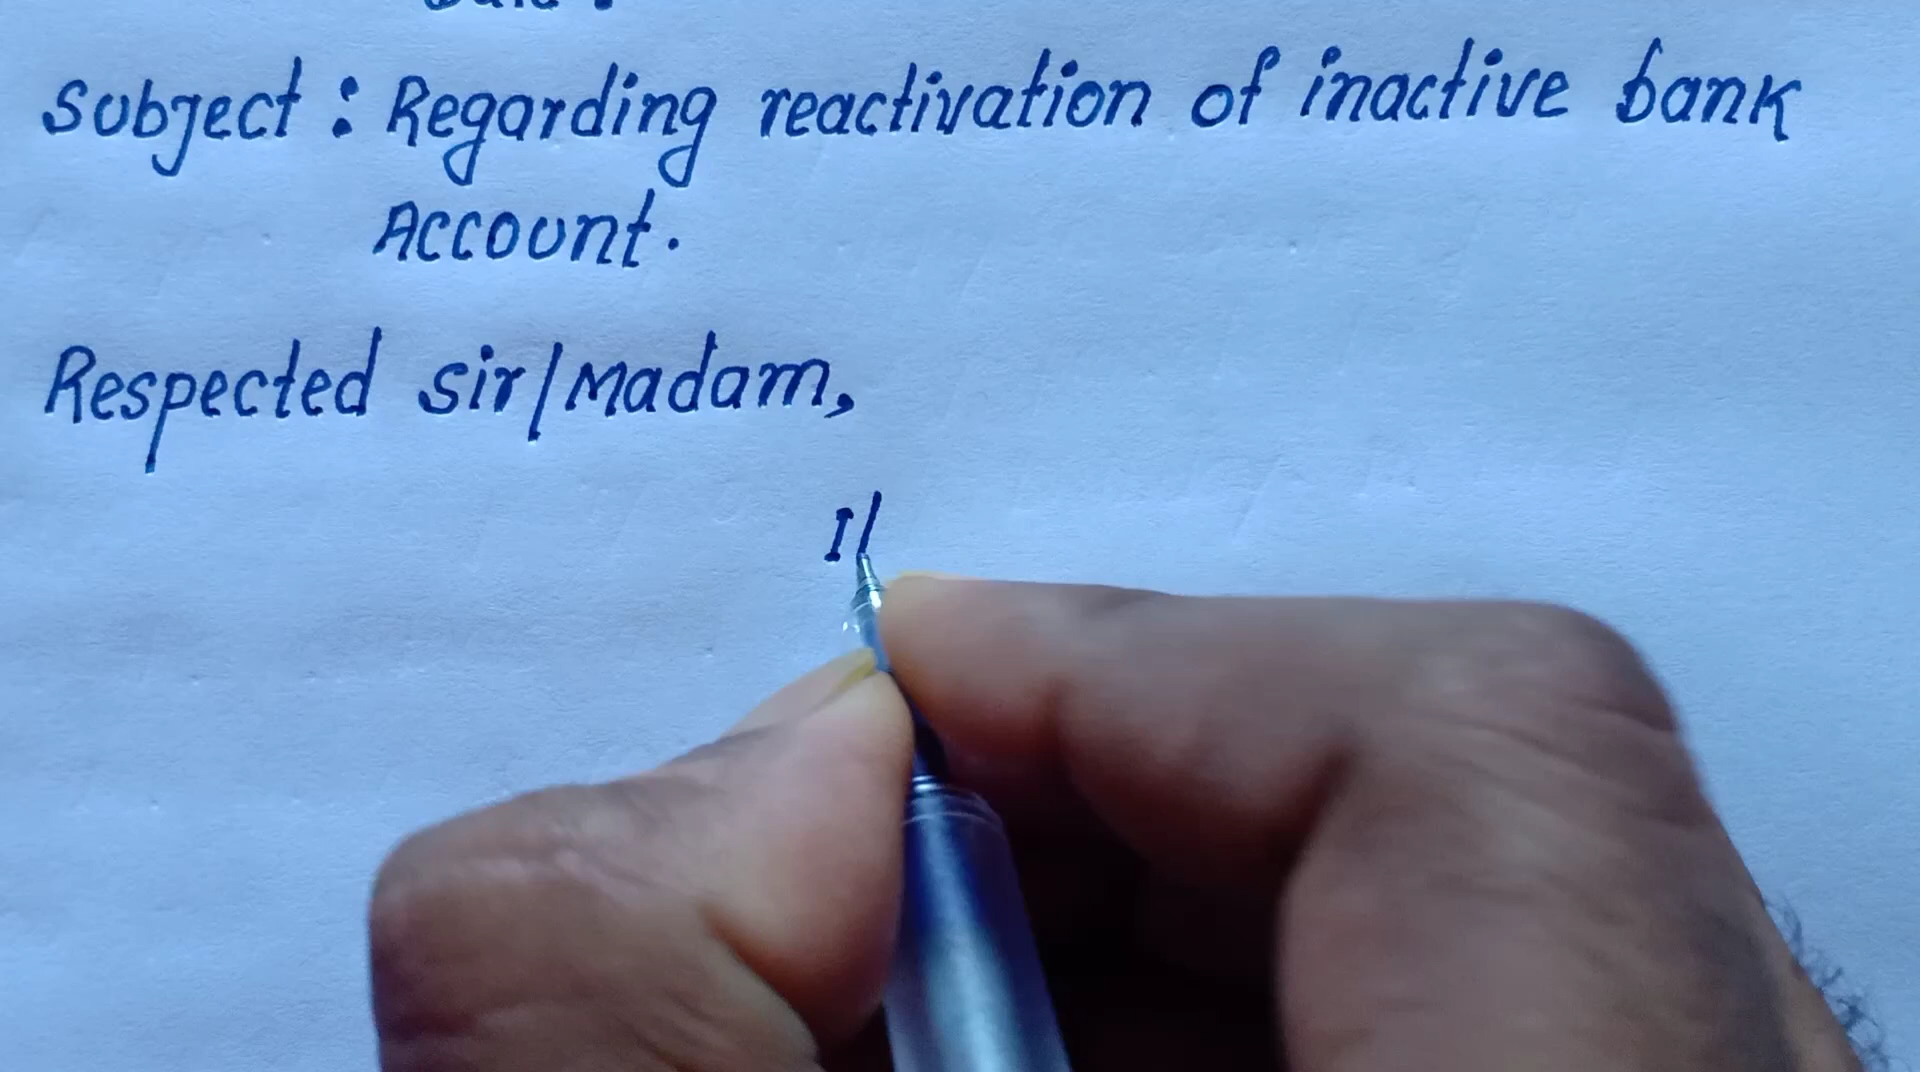 Subject : Regarding reactivation of inactive bank
Account.
Respected sir/Madam,
I